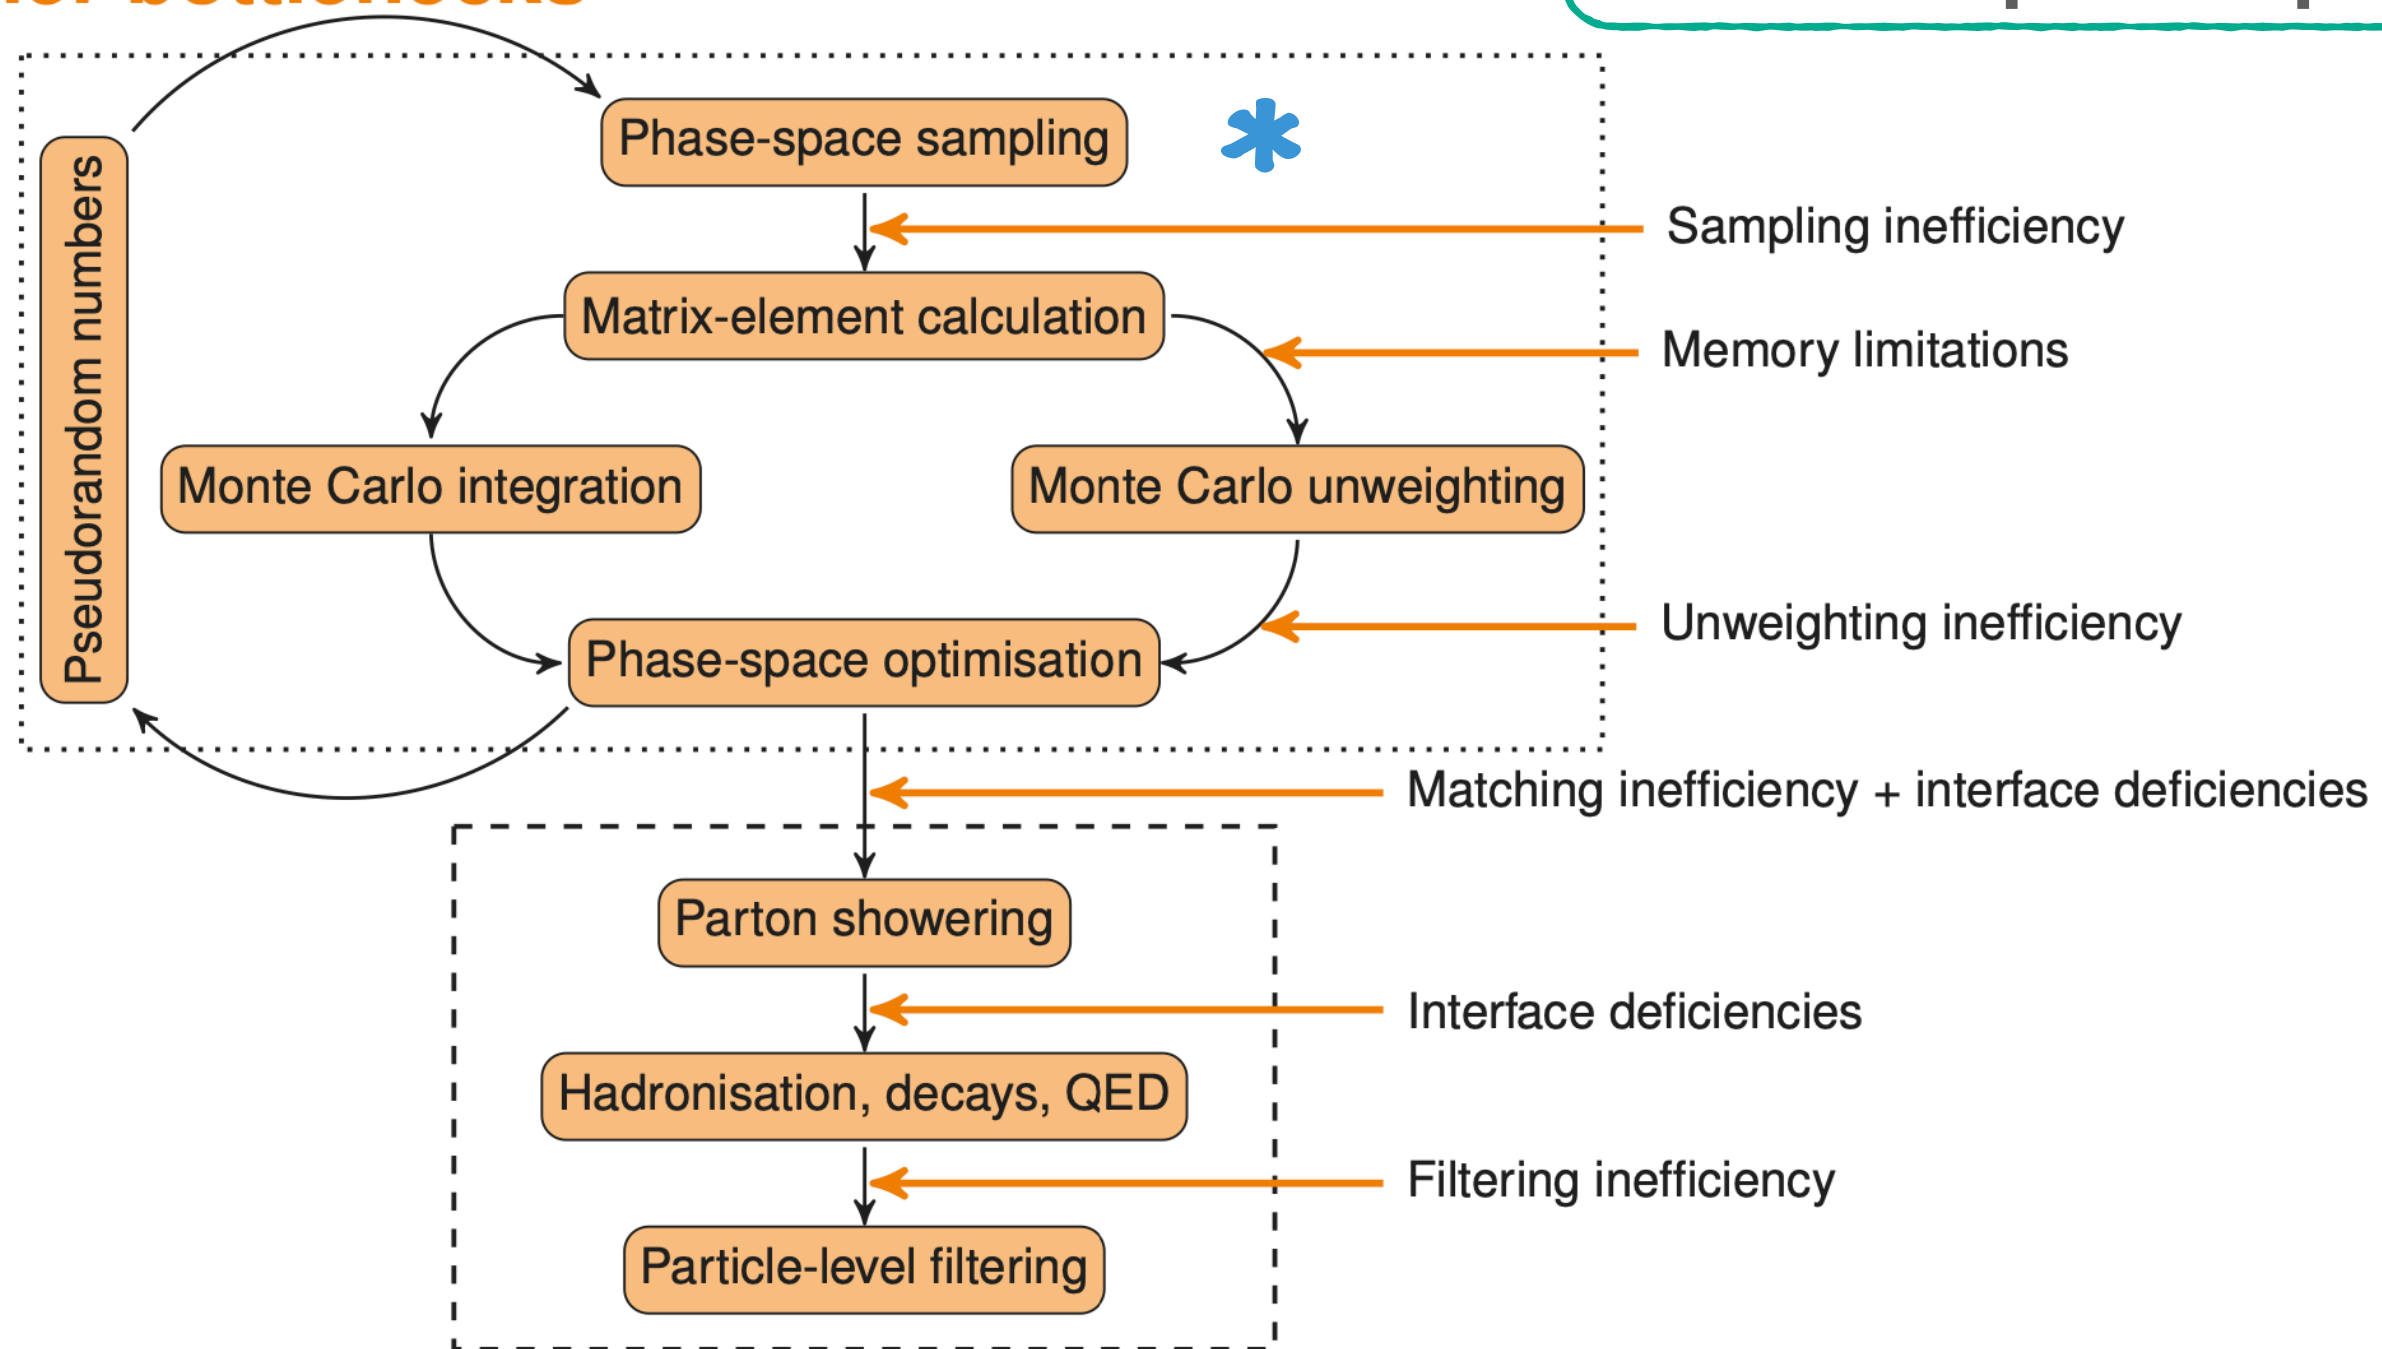 bottlenecks
Phase-space sampling
Sampling inefficiency
Pseudorandom numbers
Matrix-element calculation
Memory limitations
Monte Carlo integration
Monte Carlo unweighting
Unweighting inefficiency
Phase-space optimisation
Matching inefficiency + interface deficiencies
Parton showering
Interface deficiencies
Hadronisation, decays, QED
Filtering inefficiency
Particle-level filtering